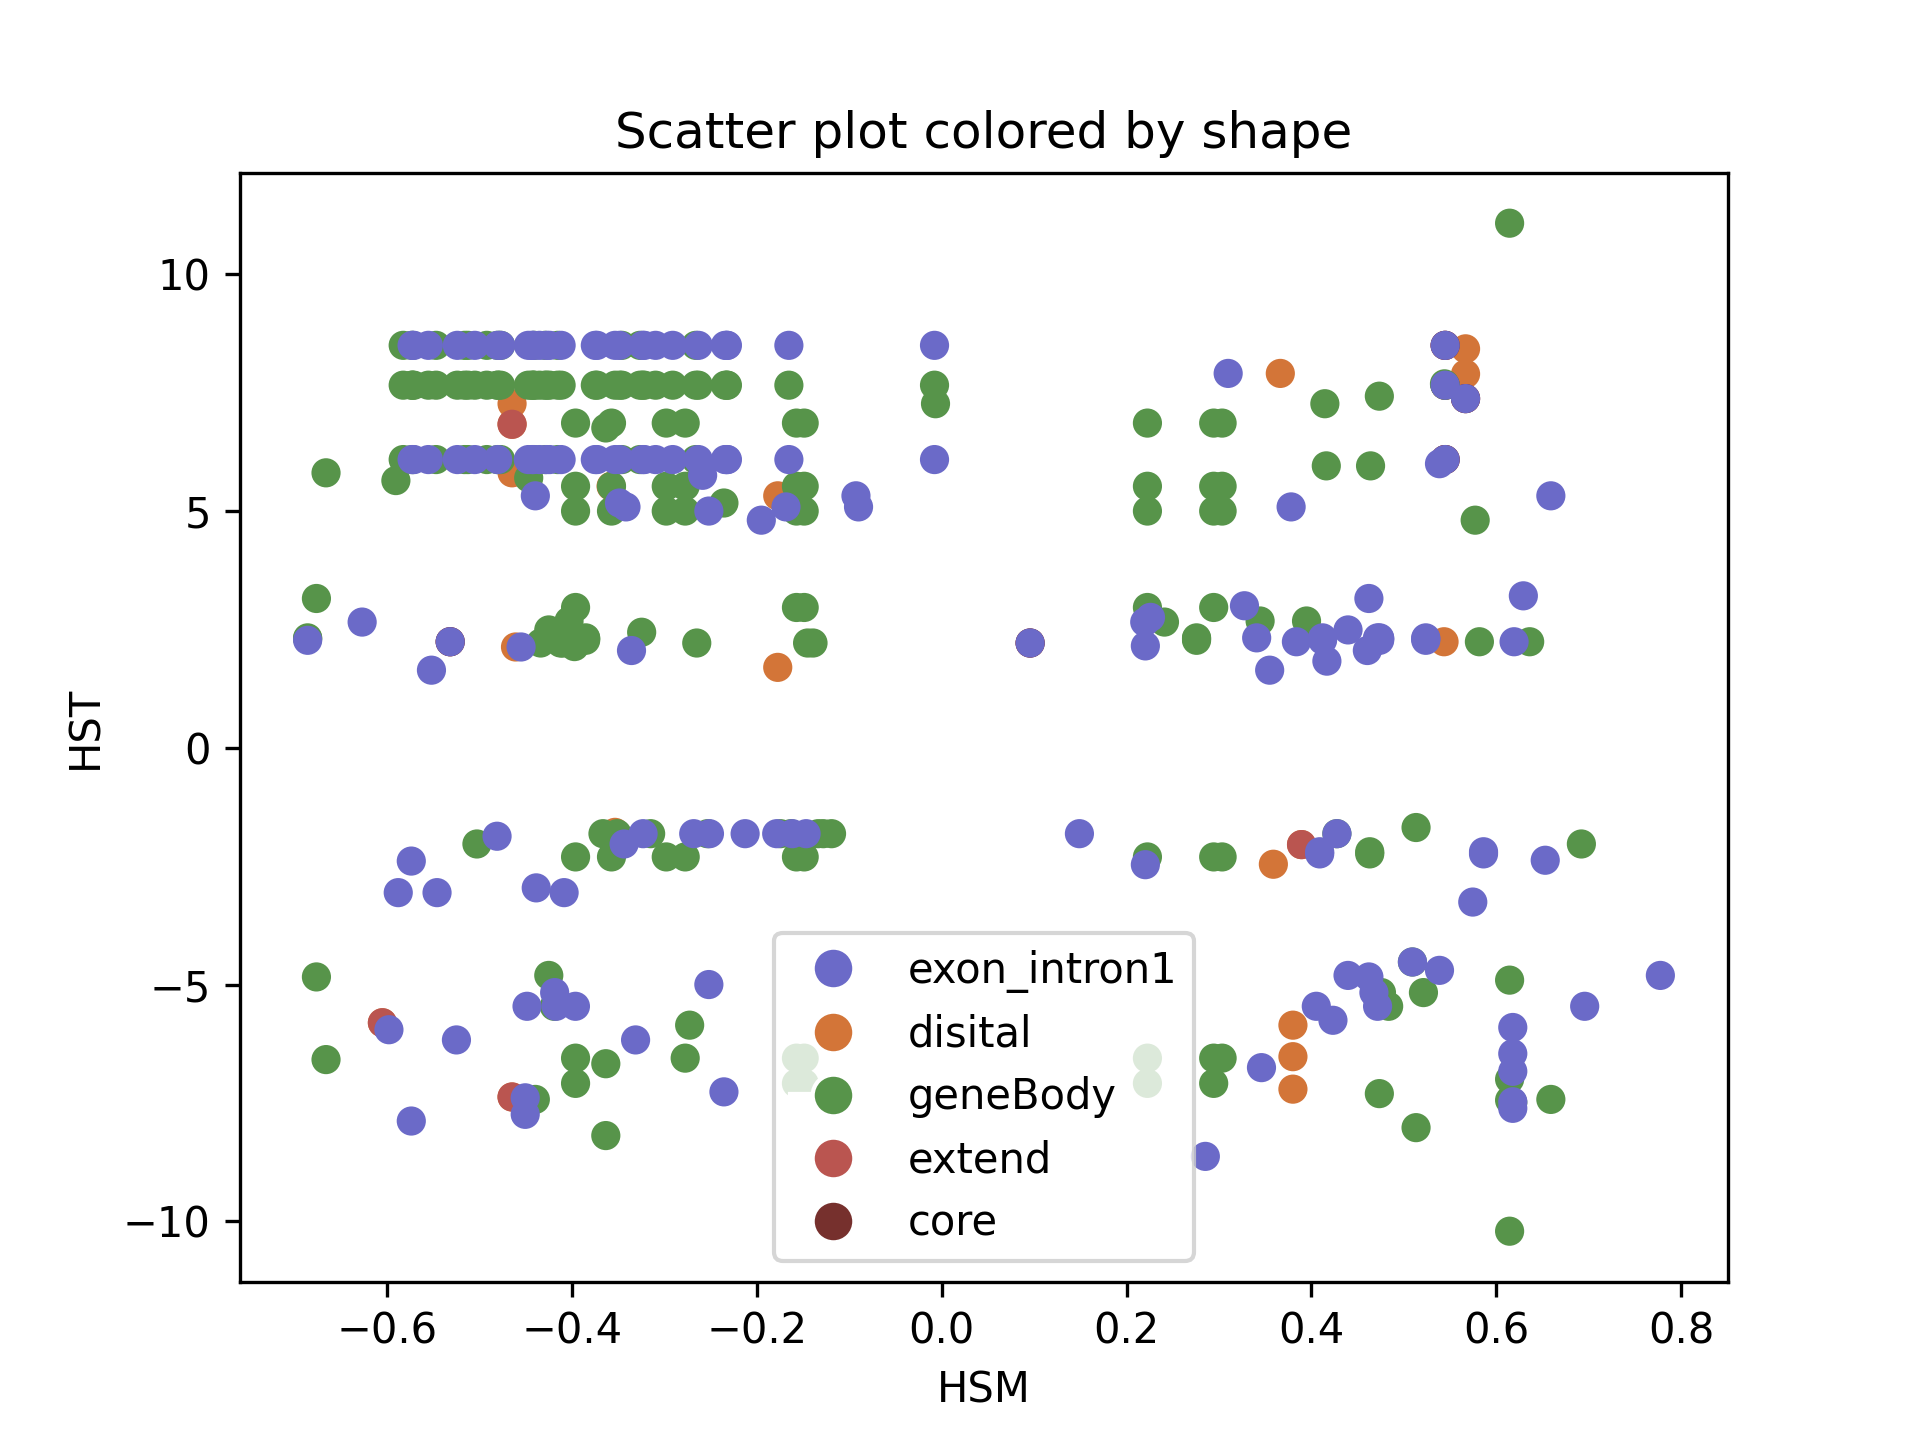 Scatter plot colored by shape
10
5
0
−5
−10
HST
exon_intron1
disital
geneBody
extend
core
−0.6 −0.4 −0.2 0.0 0.2 0.4 0.6 0.8
HSM